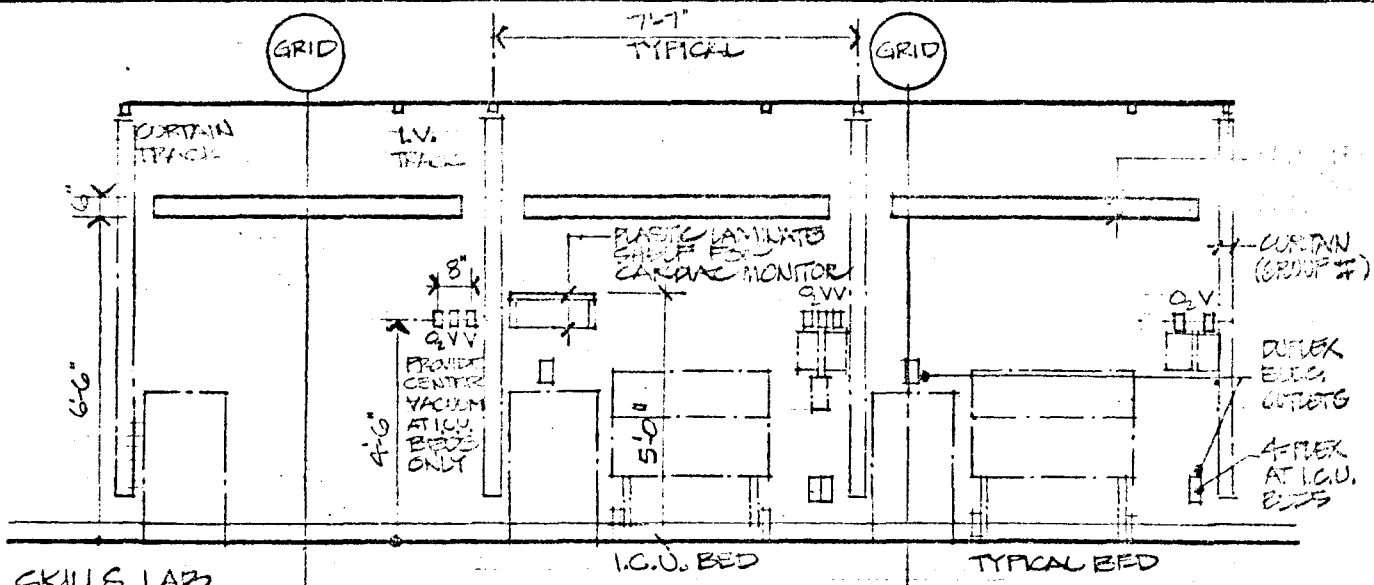 GRID
7'-7"
TYPICAL
GRID
CURTAIN
TRACK
I.V.
TRACK
6"
PLASTIC LAMINATE
SHELF FOR
CARDIAC MONITOR
CURTAIN
(GROUP #)
8"
O2 V V
O2 V V
O2 V
PROVIDE
CENTER
VACUUM
AT I.C.U.
BEDS
ONLY
6'-6"
4'-6"
5'-0"
DUPLEX
ELEC.
OUTLETS
4-PLEX
AT I.C.U.
BEDS
I.C.U. BED
TYPICAL BED
SKILLS LAB